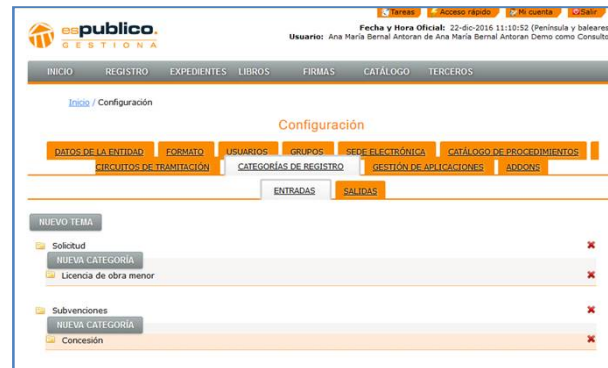 Tareas Acceso rápido Mi cuenta Salir
espublico.
GESTIONA
Fecha y Hora Oficial: 22-dic-2016 11:10:52 (Península y baleares
Usuario: Ana María Bernal Antoran de Ana María Bernal Antoran Demo como Consulto
INICIO REGISTRO EXPEDIENTES LIBROS FIRMAS CATÁLOGO TERCEROS
Inicio / Configuración
Configuración
DATOS DE LA ENTIDAD FORMATO USUARIOS GRUPOS SEDE ELECTRÓNICA CATÁLOGO DE PROCEDIMIENTOS
CIRCUITOS DE TRAMITACIÓN CATEGORÍAS DE REGISTRO GESTIÓN DE APLICACIONES ADDONS
ENTRADAS SALIDAS
NUEVO TEMA
Solicitud
NUEVA CATEGORÍA
Licencia de obra menor
Subvenciones
NUEVA CATEGORÍA
Concesión